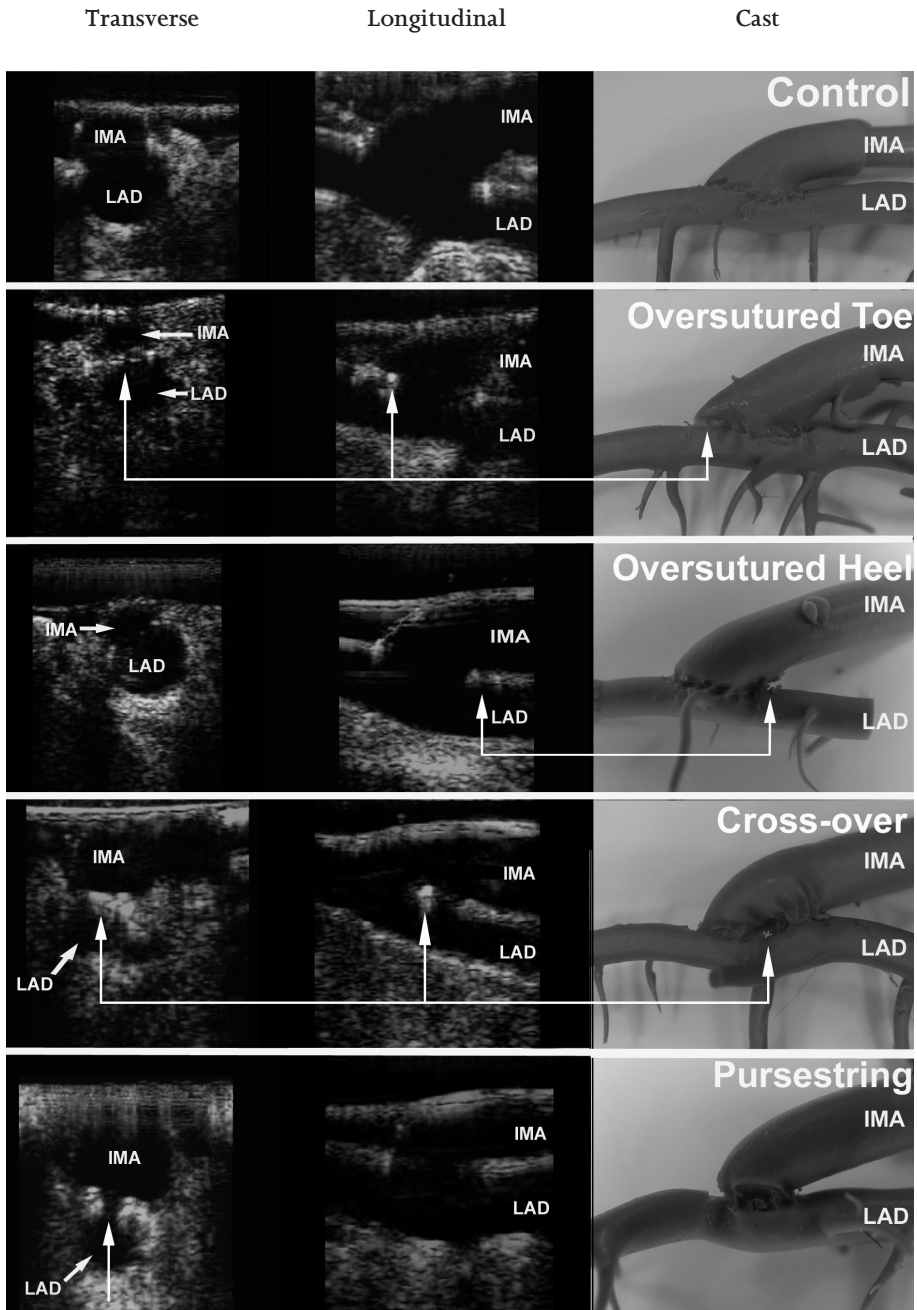 Transverse Longitudinal Cast
Control
IMA
LAD
IMA
LAD
IMA
LAD
Oversutured Toe
IMA
LAD
IMA
LAD
IMA
LAD
Oversutured Heel
IMA
LAD
IMA
LAD
IMA
LAD
Cross-over
IMA
LAD
IMA
LAD
IMA
LAD
Pursestring
IMA
LAD
IMA
LAD
IMA
LAD